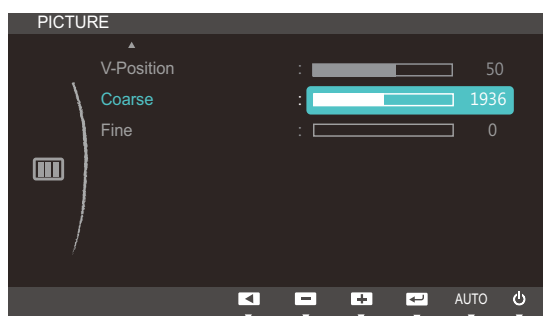 PICTURE
V-Position : 50
Coarse : 1936
Fine : 0
AUTO